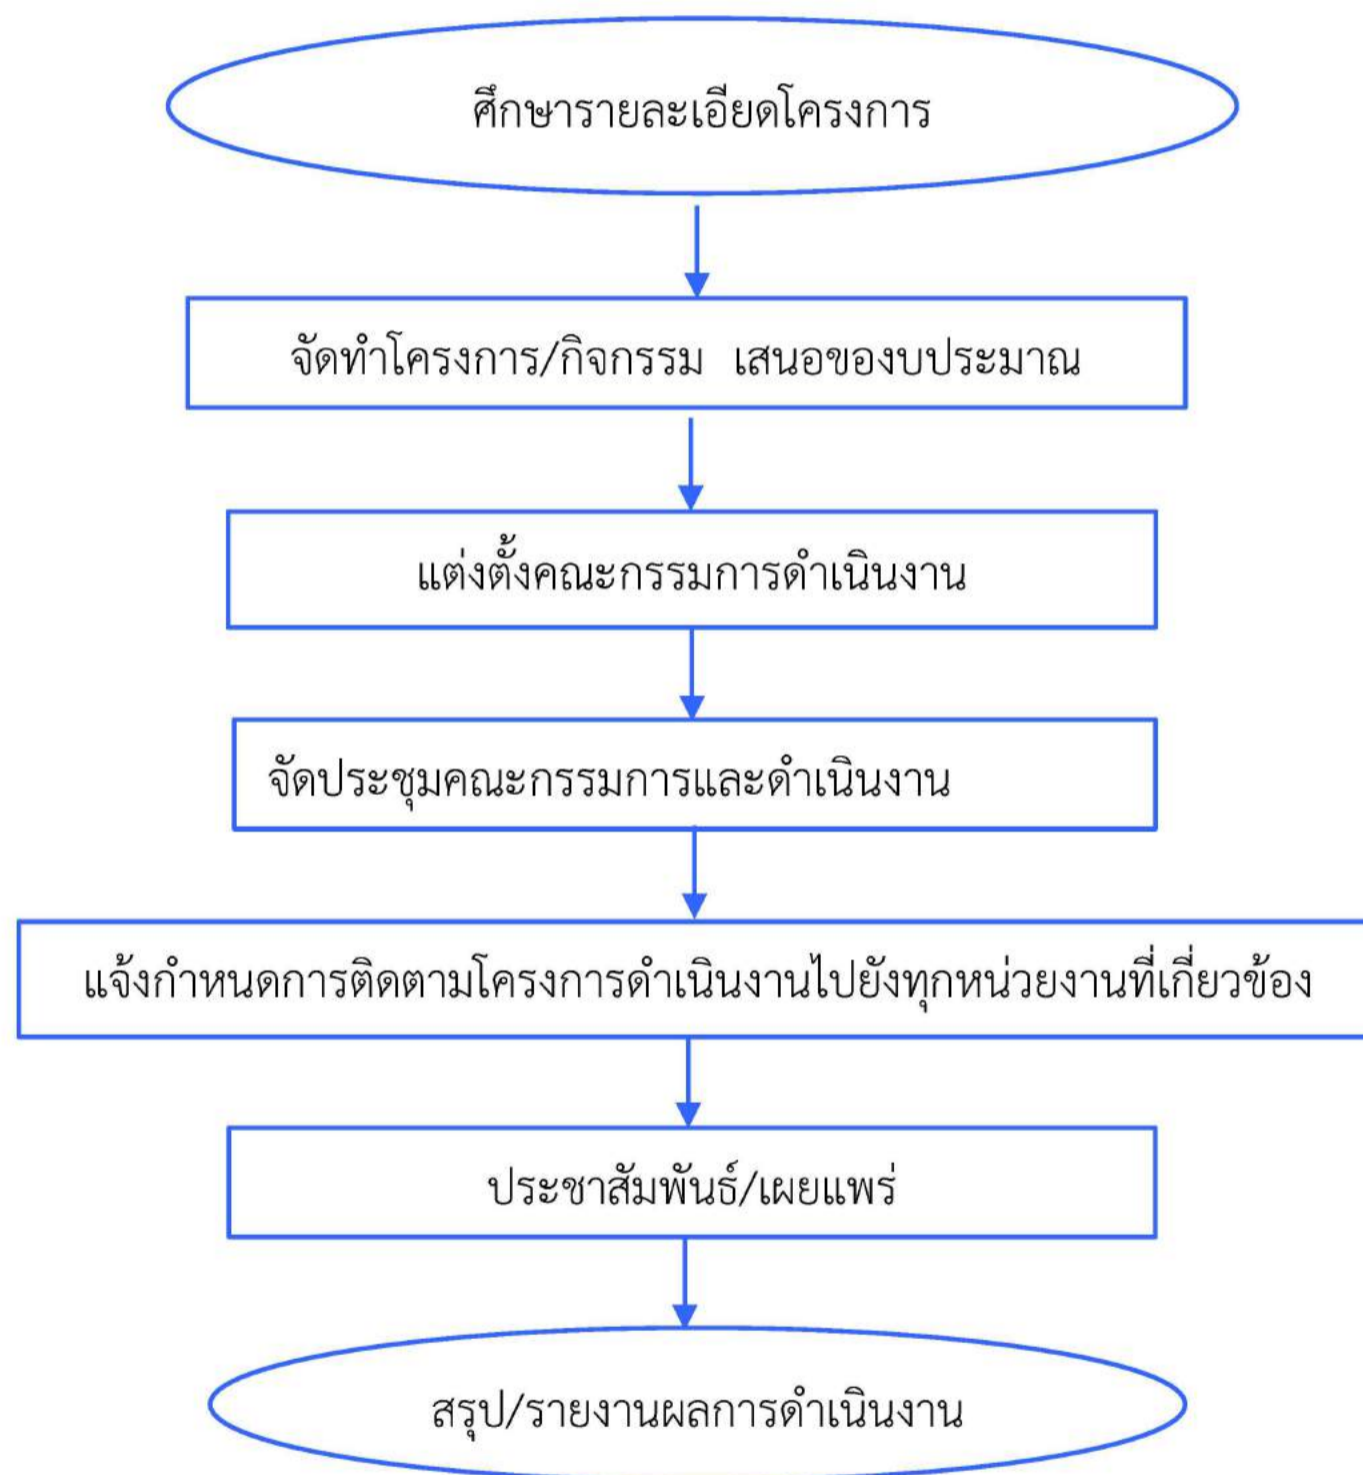 ศึกษารายละเอียดโครงการ
จัดทำโครงการ/กิจกรรม เสนอของบประมาณ
แต่งตั้งคณะกรรมการดำเนินงาน
จัดประชุมคณะกรรมการและดำเนินงาน
แจ้งกำหนดการติดตามโครงการดำเนินงานไปยังทุกหน่วยงานที่เกี่ยวข้อง
ประชาสัมพันธ์/เผยแพร่
สรุป/รายงานผลการดำเนินงาน